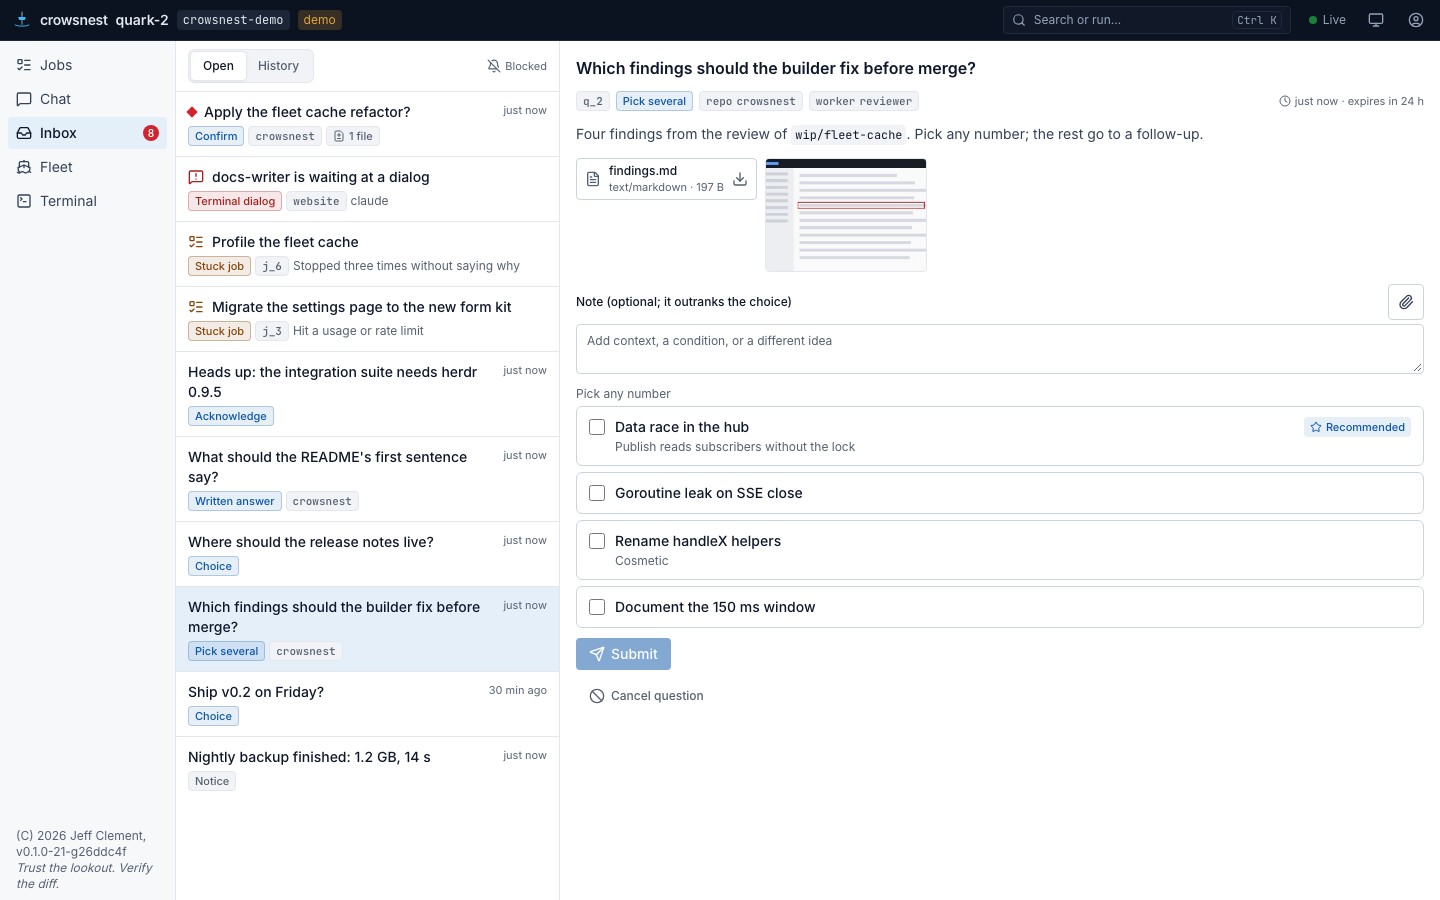 crowsnest quark-2 crowsnest-demo demo
Search or run... Ctrl K
Live
Jobs
Chat
Inbox 8
Fleet
Terminal
(C) 2026 Jeff Clement,
v0.1.0-21-g26ddc4f
Trust the lookout. Verify
the diff.
Open History
Blocked
Apply the fleet cache refactor? just now
Confirm crowsnest 1 file
docs-writer is waiting at a dialog
Terminal dialog website claude
Profile the fleet cache
Stuck job j_6 Stopped three times without saying why
Migrate the settings page to the new form kit
Stuck job j_3 Hit a usage or rate limit
Heads up: the integration suite needs herdr just now
0.9.5
Acknowledge
What should the README's first sentence just now
say?
Written answer crowsnest
Where should the release notes live? just now
Choice
Which findings should the builder fix before just now
merge?
Pick several crowsnest
Ship v0.2 on Friday? 30 min ago
Choice
Nightly backup finished: 1.2 GB, 14 s just now
Notice
Which findings should the builder fix before merge?
q_2 Pick several repo crowsnest worker reviewer just now · expires in 24 h
Four findings from the review of wip/fleet-cache. Pick any number; the rest go to a follow-up.
findings.md
text/markdown · 197 B
Note (optional; it outranks the choice)
Add context, a condition, or a different idea
Pick any number
Data race in the hub Recommended
Publish reads subscribers without the lock
Goroutine leak on SSE close
Rename handleX helpers
Cosmetic
Document the 150 ms window
Submit
Cancel question